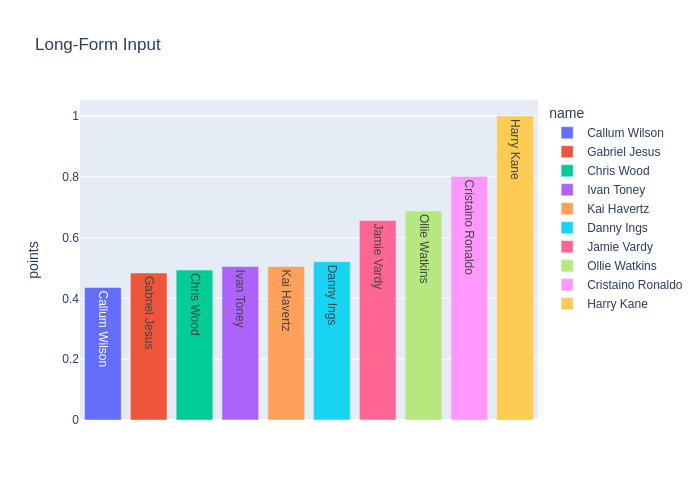 Long-Form Input
points
1
0.8
0.6
0.4
0.2
0
Callum Wilson
Gabriel Jesus
Chris Wood
Ivan Toney
Kai Havertz
Danny Ings
Jamie Vardy
Ollie Watkins
Cristaino Ronaldo
Harry Kane
name
Callum Wilson
Gabriel Jesus
Chris Wood
Ivan Toney
Kai Havertz
Danny Ings
Jamie Vardy
Ollie Watkins
Cristaino Ronaldo
Harry Kane